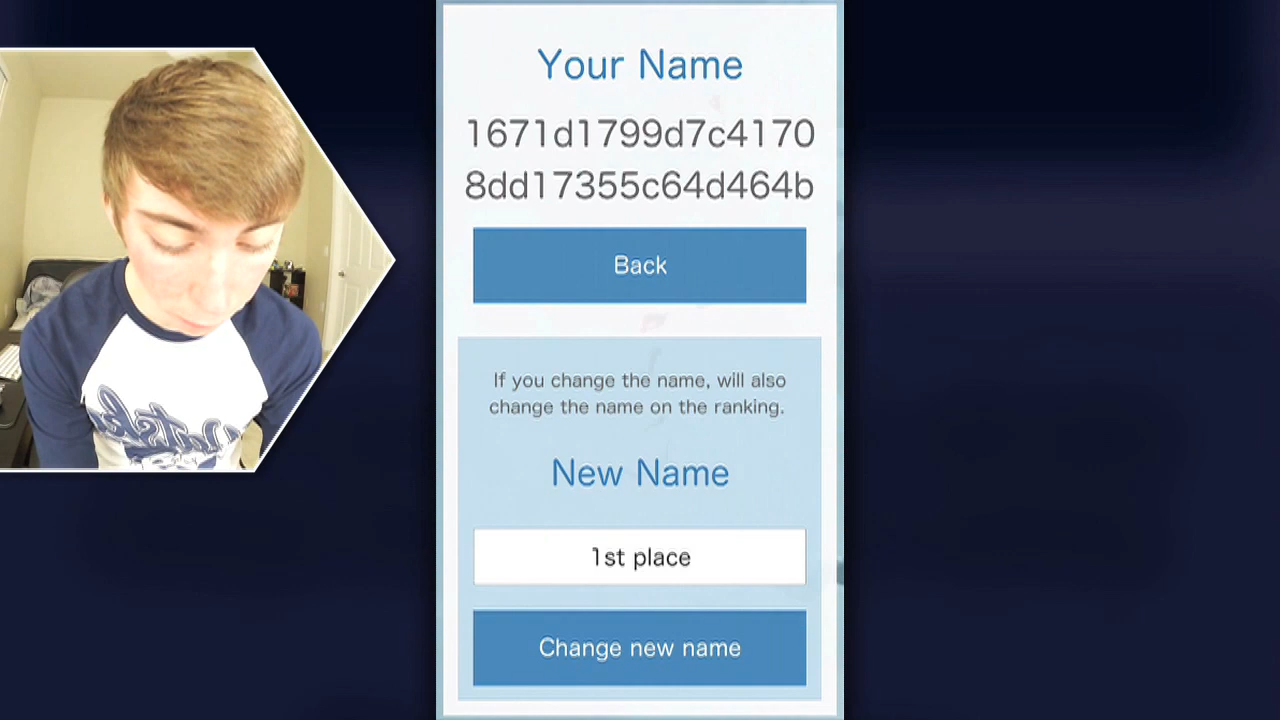 Your Name
1671d1799d7c4170
8dd17355c64d464b
Back
If you change the name, will also
change the name on the ranking.
New Name
1st place
Change new name